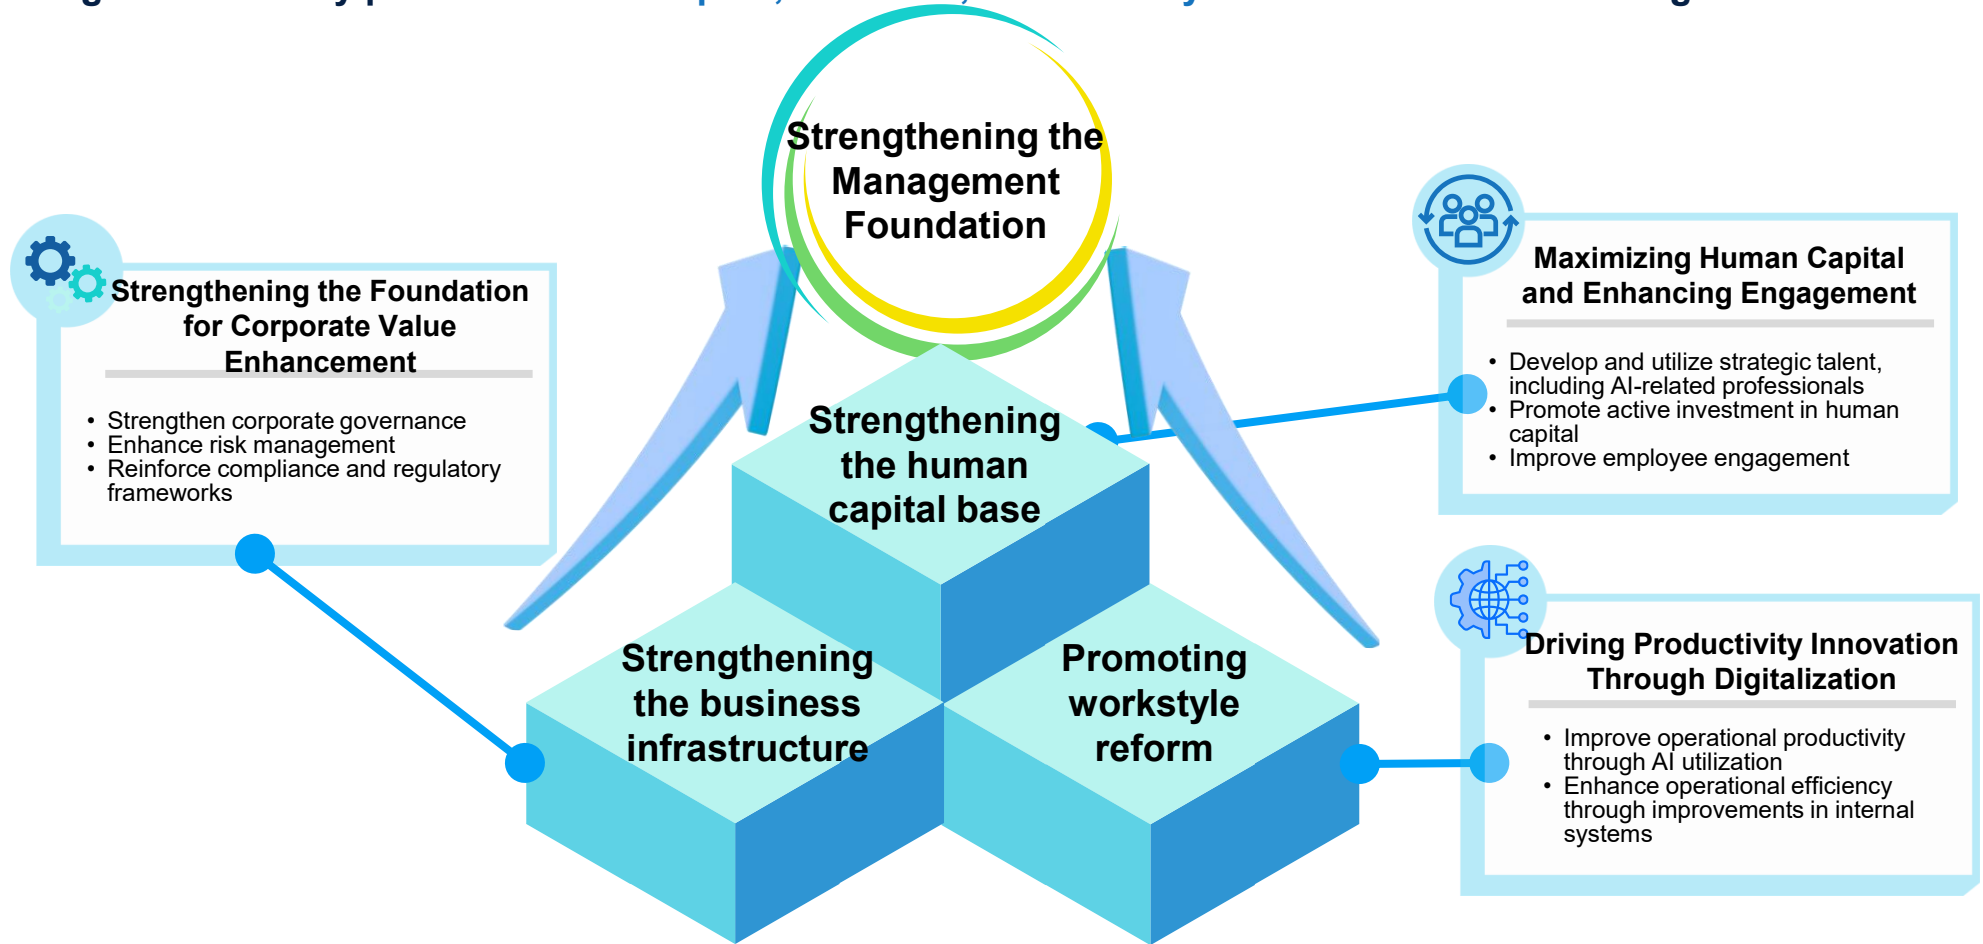 Strengthening the
Management
Foundation
Strengthening the Foundation
for Corporate Value
Enhancement
• Strengthen corporate governance
• Enhance risk management
• Reinforce compliance and regulatory
frameworks
Maximizing Human Capital
and Enhancing Engagement
• Develop and utilize strategic talent,
including AI-related professionals
• Promote active investment in human
capital
• Improve employee engagement
Strengthening
the human
capital base
Strengthening
the business
infrastructure
Promoting
workstyle
reform
Driving Productivity Innovation
Through Digitalization
• Improve operational productivity
through AI utilization
• Enhance operational efficiency
through improvements in internal
systems